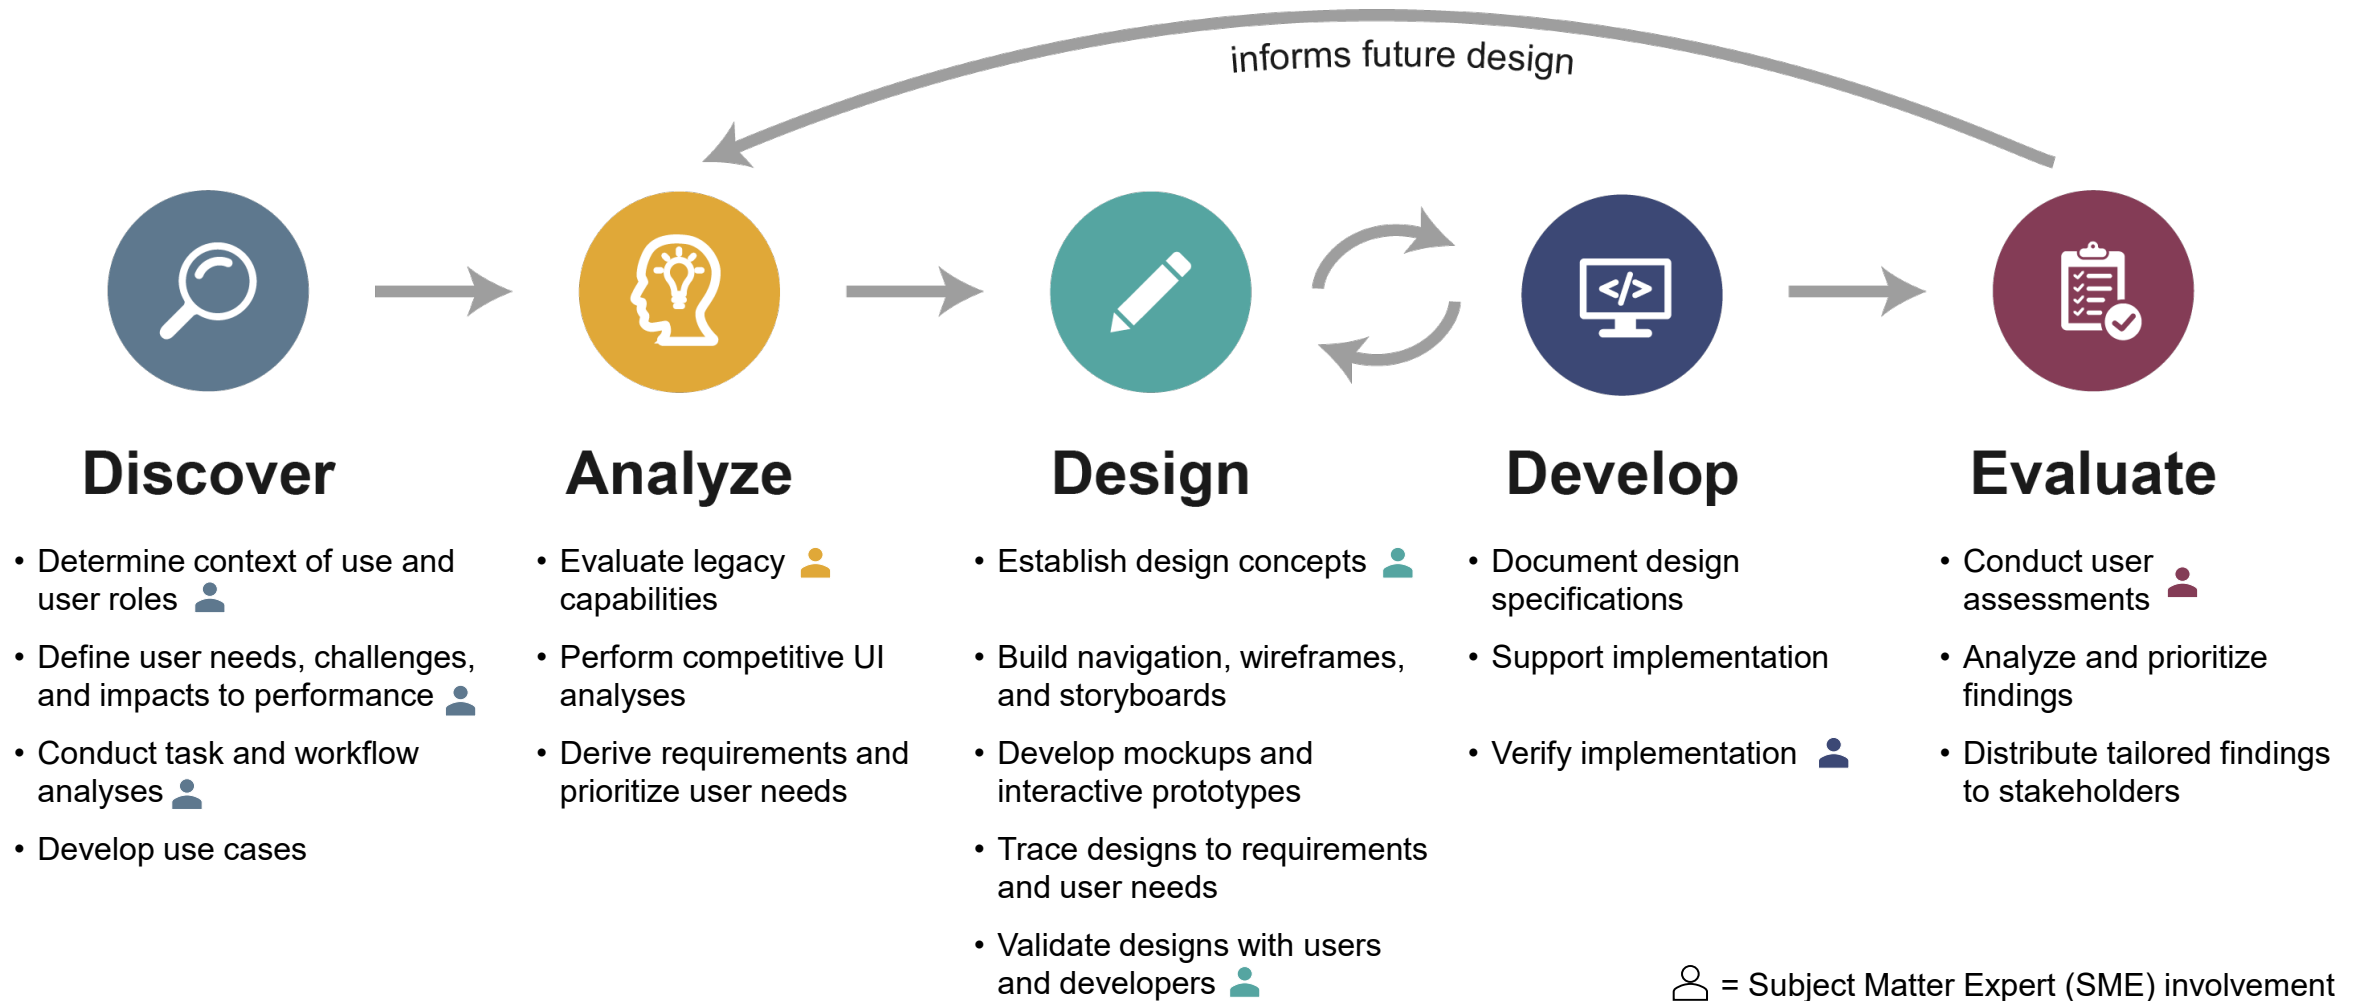 informs future design
</>
Discover
• Determine context of use and
user roles
• Define user needs, challenges,
and impacts to performance
• Conduct task and workflow
analyses
• Develop use cases
Analyze
• Evaluate legacy
capabilities
• Perform competitive UI
analyses
• Derive requirements and
prioritize user needs
Design
• Establish design concepts
• Build navigation, wireframes,
and storyboards
• Develop mockups and
interactive prototypes
• Trace designs to requirements
and user needs
• Validate designs with users
and developers
Develop
• Document design
specifications
• Support implementation
• Verify implementation
Evaluate
• Conduct user
assessments
• Analyze and prioritize
findings
• Distribute tailored findings
to stakeholders
= Subject Matter Expert (SME) involvement